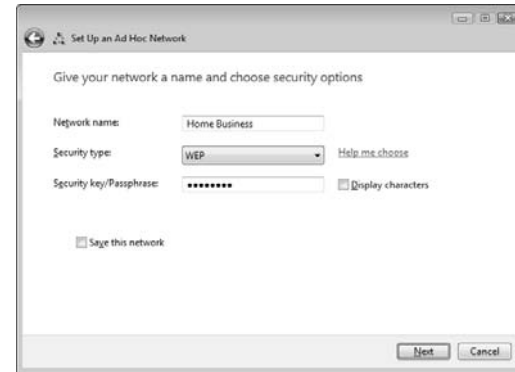 Set Up an Ad Hoc Network
Give your network a name and choose security options
Network name: Home Business
Security type: WEP Help me choose
Security key/Passphrase: •••••••• Display characters
Save this network
Next Cancel